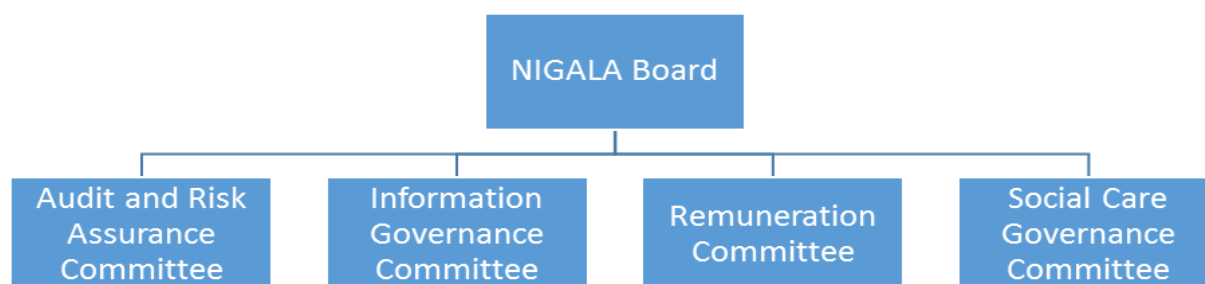 NIGALA Board
Audit and Risk
Assurance
Committee
Information
Governance
Committee
Remuneration
Committee
Social Care
Governance
Committee